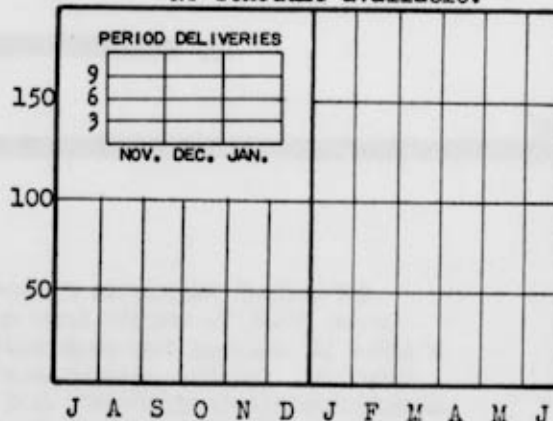 PERIOD DELIVERIES
9
6
3
NOV. DEC. JAN.
150
100
50
J A S O N D J F M A M J